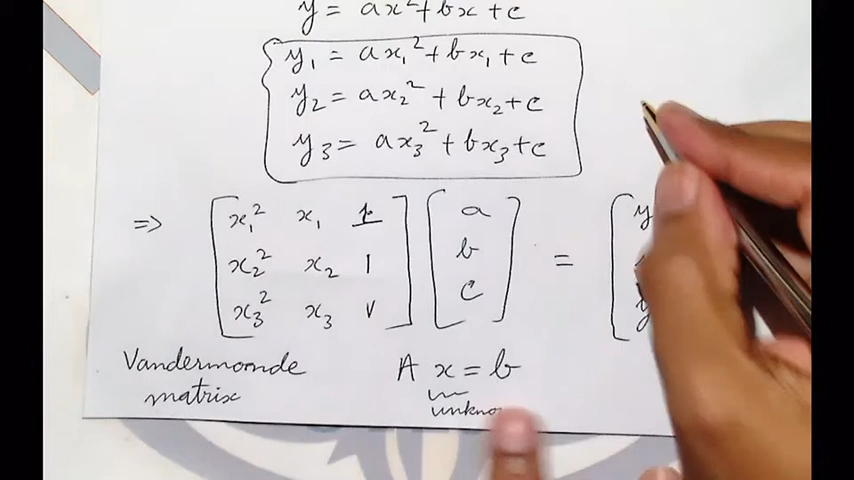 y = ax²+bx+c
y₁ = ax₁²+bx₁+c
y₂ = ax₂²+bx₂+c
y₃ = ax₃²+bx₃+c
⇒ [x₁² x₁ 1] [a] = [y
x₂² x₂ 1 b
x₃² x₃ 1 c y
Vandermonde A x = b
matrix